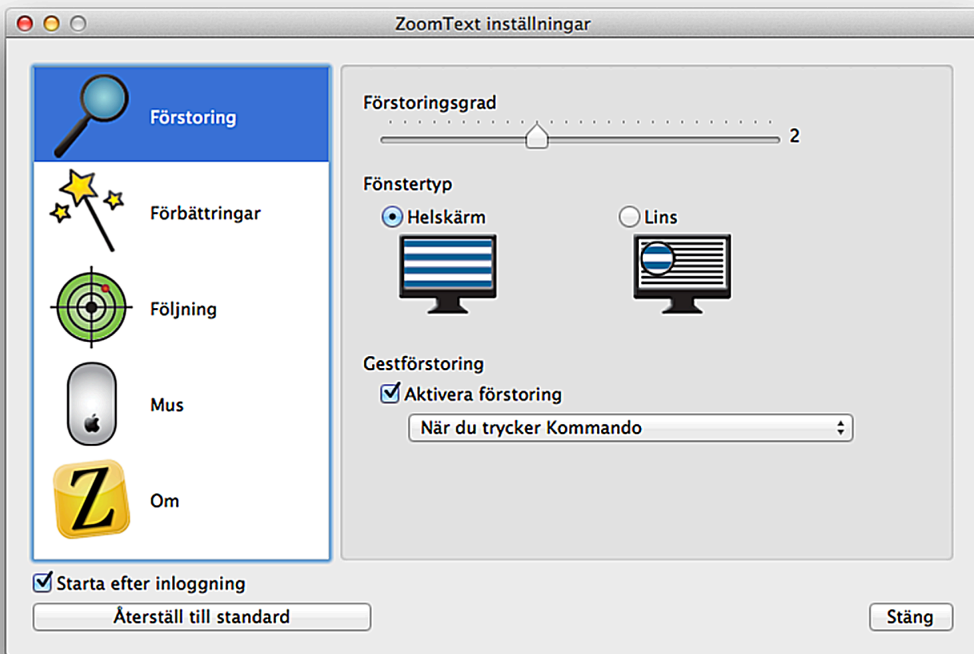 ZoomText inställningar
Förstoring
Förbättringar
Följning
Mus
Z
Om
Förstoringsgrad
2
Fönstertyp
Helskärm
Lins
Gestförstoring
Aktivera förstoring
När du trycker Kommando
Starta efter inloggning
Återställ till standard
Stäng